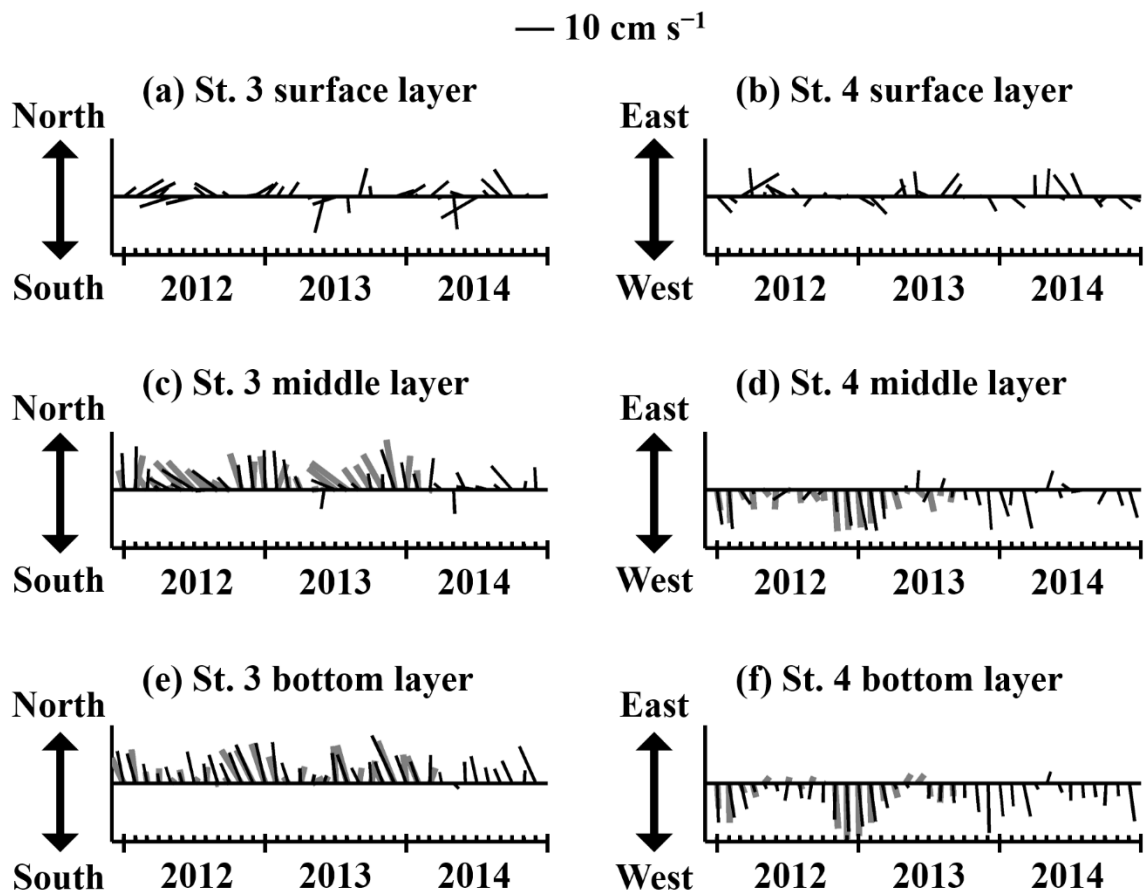 — 10 cm s⁻¹
(a) St. 3 surface layer
North
South
2012 2013 2014
(b) St. 4 surface layer
East
West
2012 2013 2014
(c) St. 3 middle layer
North
South
2012 2013 2014
(d) St. 4 middle layer
East
West
2012 2013 2014
(e) St. 3 bottom layer
North
South
2012 2013 2014
(f) St. 4 bottom layer
East
West
2012 2013 2014